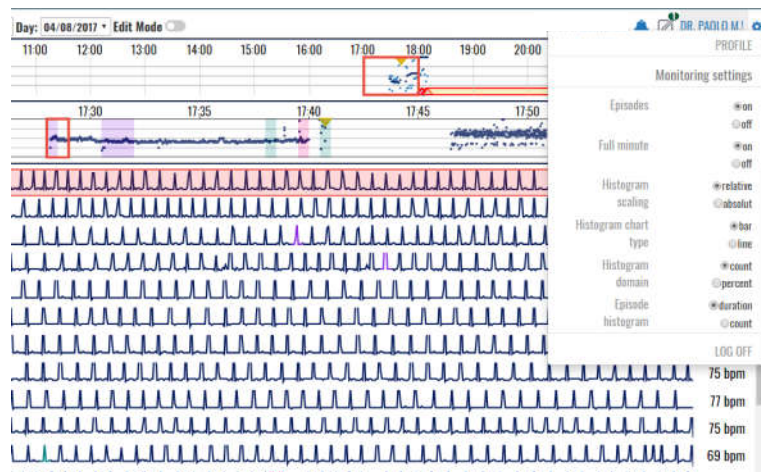 Day: 04/08/2017 Edit Mode
DR. PAOLO M.I.
11:00 12:00 13:00 14:00 15:00 16:00 17:00 18:00 19:00 20:00
PROFILE
Monitoring settings
17:30 17:35 17:40 17:45 17:50
Episodes on
off
Full minute on
off
Histogram scaling relative
absolut
Histogram chart type bar
line
Histogram domain count
percent
Episode histogram duration
count
LOG OFF
75 bpm
77 bpm
75 bpm
69 bpm